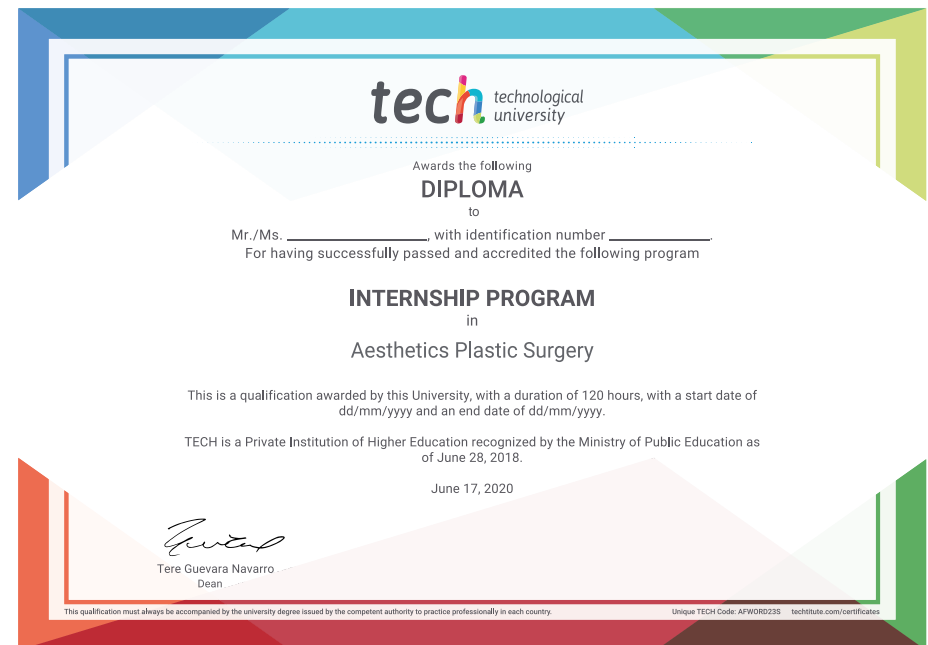 tech technological
university
Awards the following
DIPLOMA
to
Mr./Ms. ____________________, with identification number ______________.
For having successfully passed and accredited the following program
INTERNSHIP PROGRAM
in
Aesthetics Plastic Surgery
This is a qualification awarded by this University, with a duration of 120 hours, with a start date of
dd/mm/yyyy and an end date of dd/mm/yyyy.
TECH is a Private Institution of Higher Education recognized by the Ministry of Public Education as
of June 28, 2018.
June 17, 2020
Tere Guevara Navarro
Dean
This qualification must always be accompanied by the university degree issued by the competent authority to practice professionally in each country.
Unique TECH Code: AFWORD23S techtitute.com/certificates